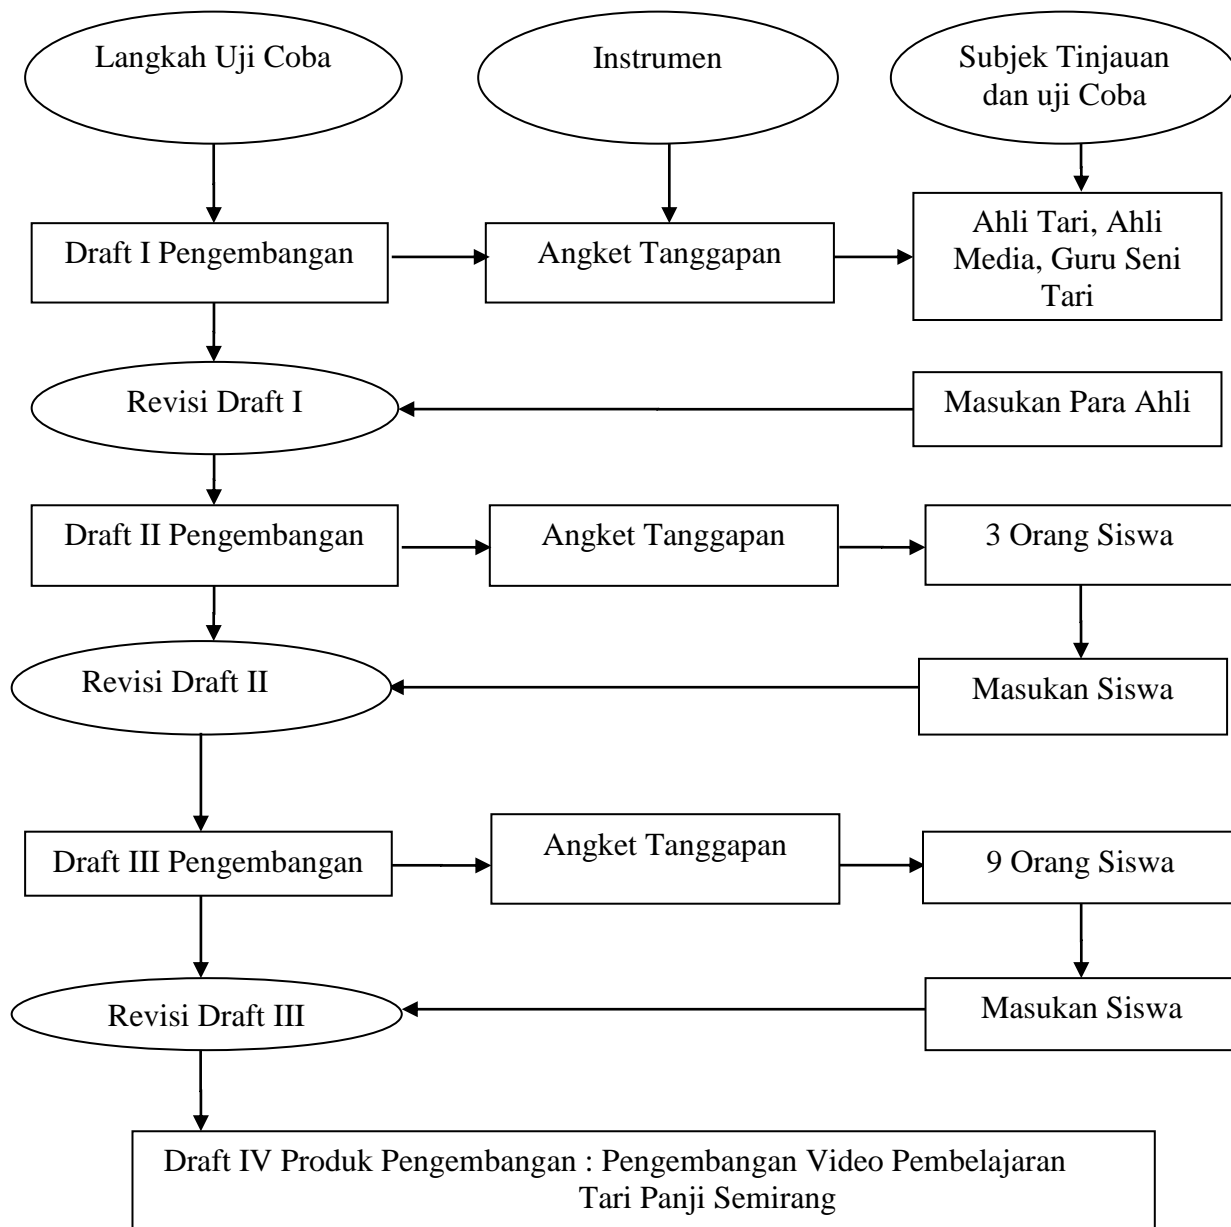 Langkah Uji Coba
Instrumen
Subjek Tinjauan
dan uji Coba
Draft I Pengembangan
Angket Tanggapan
Ahli Tari, Ahli
Media, Guru Seni
Tari
Revisi Draft I
Masukan Para Ahli
Draft II Pengembangan
Angket Tanggapan
3 Orang Siswa
Revisi Draft II
Masukan Siswa
Draft III Pengembangan
Angket Tanggapan
9 Orang Siswa
Revisi Draft III
Masukan Siswa
Draft IV Produk Pengembangan : Pengembangan Video Pembelajaran
Tari Panji Semirang